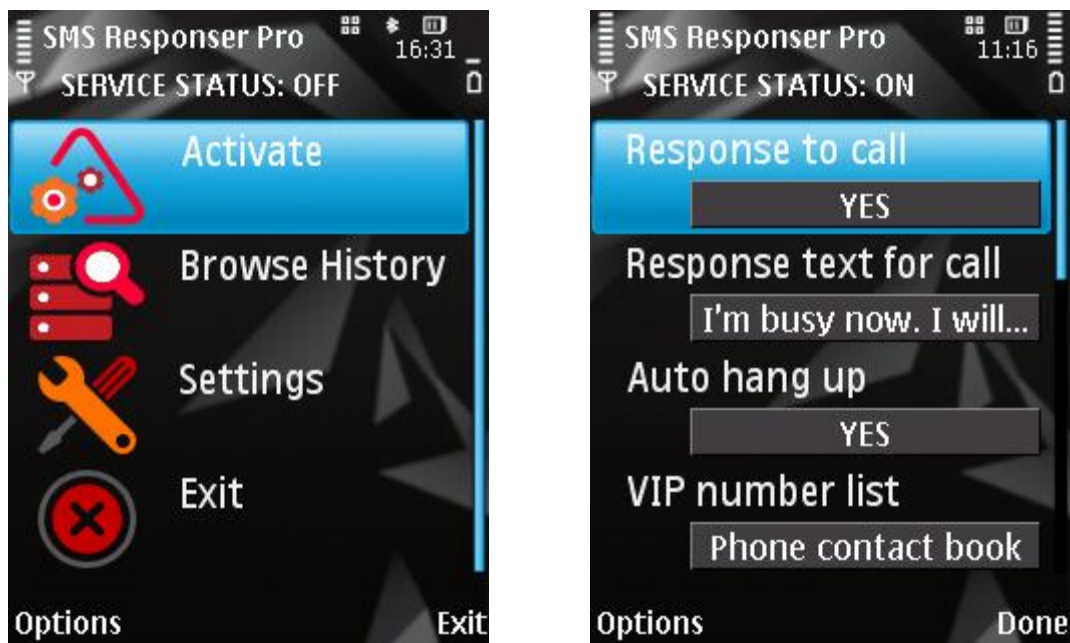 SMS Responser Pro
16:31
SERVICE STATUS: OFF
Activate
Browse History
Settings
Exit
Options
Exit
SMS Responser Pro
11:16
SERVICE STATUS: ON
Response to call
YES
Response text for call
I'm busy now. I will...
Auto hang up
YES
VIP number list
Phone contact book
Options
Done